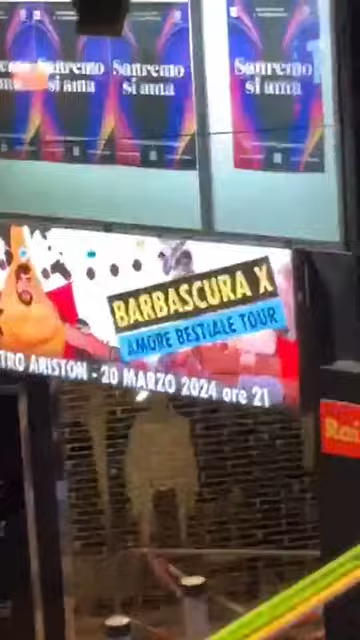 Sanremo
si ama
Sanremo
si ama
Sanremo
si ama
BARBASCURA X
AMORE BESTIALE TOUR
TRO ARISTON - 20 MARZO 2024 ore 21
Rai